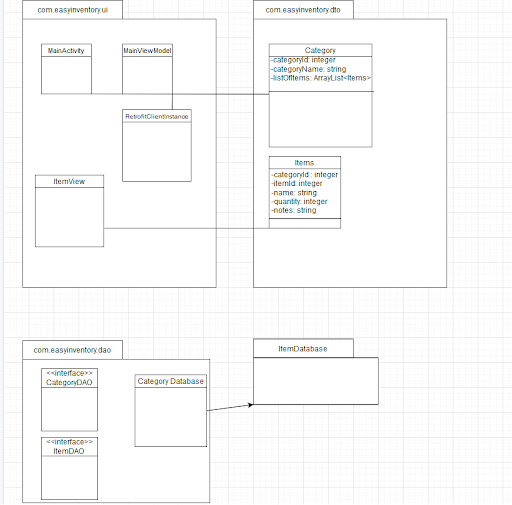 com.easyinventory.ui
MainActivity
MainViewModel
RetrofitClientInstance
ItemView
com.easyinventory.dto
Category
-categoryId: integer
-categoryName: string
-listOfItems: ArrayList<Items>
Items
-categoryId : integer
-itemId: integer
-name: string
-quantity: integer
-notes: string
com.easyinventory.dao
<<interface>>
CategoryDAO
Category Database
<<interface>>
ItemDAO
ItemDatabase